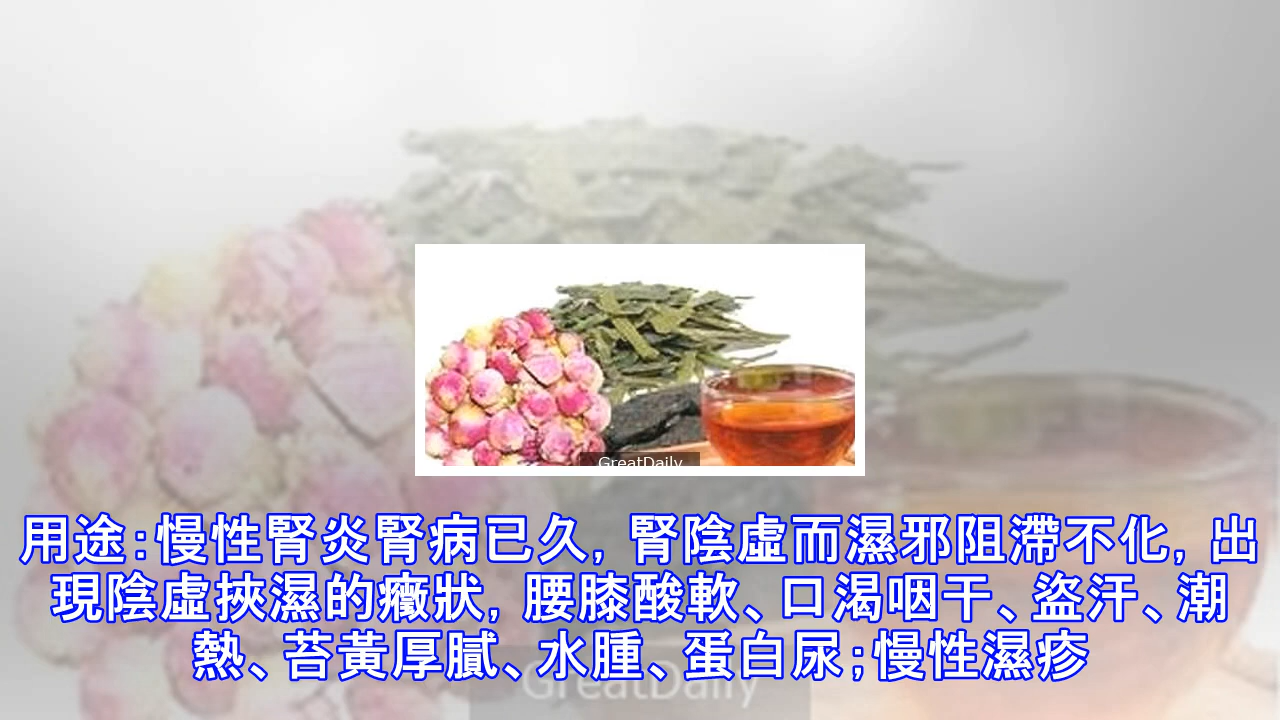 GreatDaily
用途:慢性腎炎腎病已久,腎陰虛而濕邪阻滯不化,出
現陰虛挾濕的癥狀,腰膝酸軟、口渴咽干、盜汗、潮
熱、苔黃厚膩、水腫、蛋白尿;慢性濕疹
GreatDaily